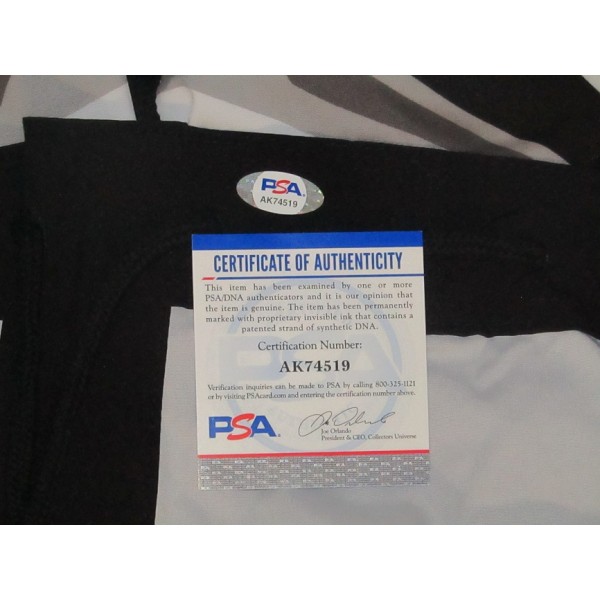 PSA
AK74519
CERTIFICATE OF AUTHENTICITY
This item has been examined by one or more
PSA/DNA authenticators and it is our opinion that
the item is genuine. The item has been permanently
marked with proprietary invisible ink that contains a
patented strand of synthetic DNA.
Certification Number:
AK74519
Verification inquiries can be made to PSA by calling 800-325-1121
or by visiting PSAcard.com and entering the certification number above.
PSA
Joe Orlando
President & CEO, Collectors Universe